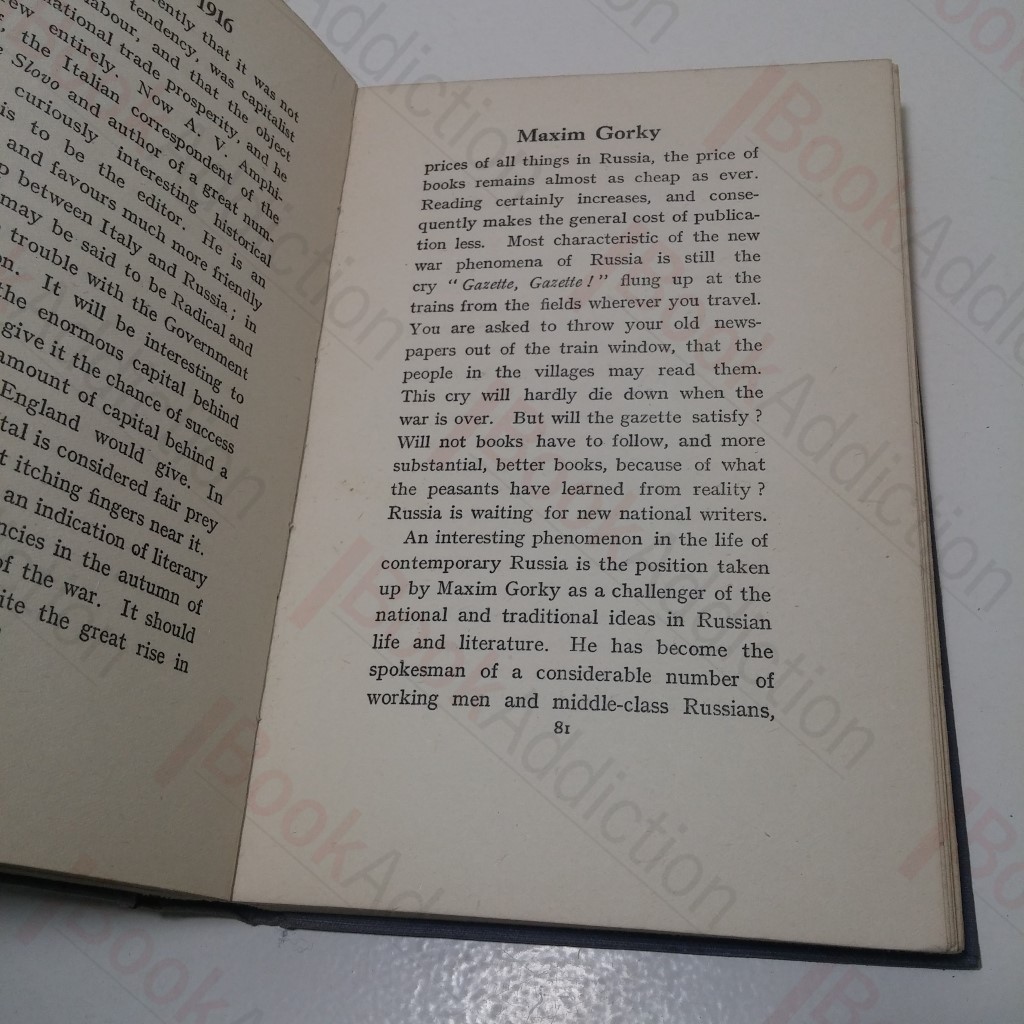 1916
rently that it was not
labour, and that the object
tendency, was capitalist
national trade prosperity, and he
rew entirely. Now A. V. Amphi-
the Italian correspondent of the
Slovo and author of a great num-
curiously interesting historical
is to be the editor. He is an
and favours much more friendly
between Italy and Russia; in
may be said to be Radical and
trouble with the Government
on. It will be interesting to
the enormous capital behind
give it the chance of success
amount of capital behind a
England would give. In
tal is considered fair prey
t itching fingers near it.
an indication of literary
ncies in the autumn of
of the war. It should
ite the great rise in
Maxim Gorky
prices of all things in Russia, the price of
books remains almost as cheap as ever.
Reading certainly increases, and conse-
quently makes the general cost of publica-
tion less. Most characteristic of the new
war phenomena of Russia is still the
cry "Gazette, Gazette!" flung up at the
trains from the fields wherever you travel.
You are asked to throw your old news-
papers out of the train window, that the
people in the villages may read them.
This cry will hardly die down when the
war is over. But will the gazette satisfy?
Will not books have to follow, and more
substantial, better books, because of what
the peasants have learned from reality?
Russia is waiting for new national writers.
An interesting phenomenon in the life of
contemporary Russia is the position taken
up by Maxim Gorky as a challenger of the
national and traditional ideas in Russian
life and literature. He has become the
spokesman of a considerable number of
working men and middle-class Russians,
81
BookAddiction